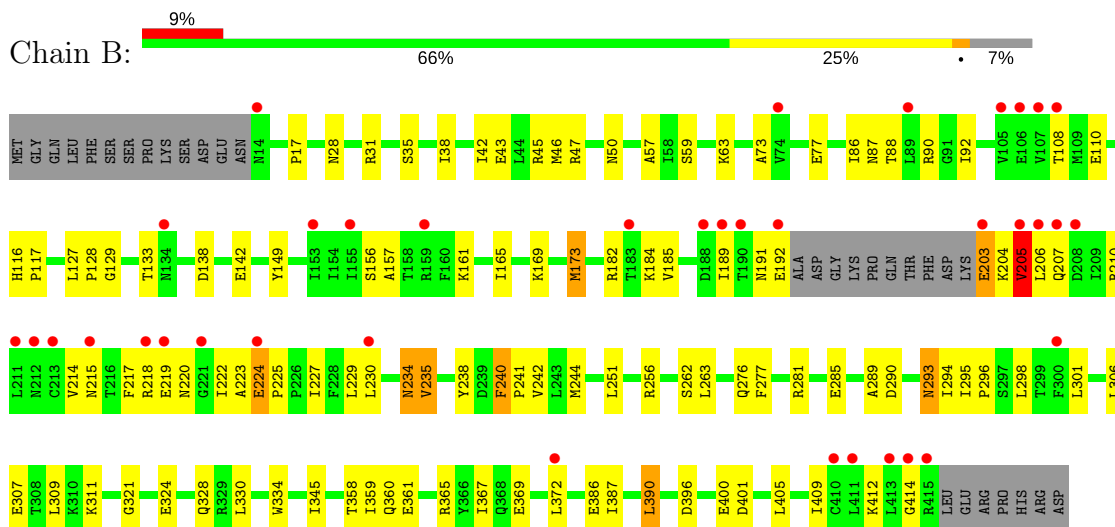 9%
Chain B:
66% 25% • 7%
MET GLY GLN LEU PHE SER SER PRO LYS SER ASP GLU ASN N14 P17 N28 R31 S35 I38 I42 E43 L44 R45 M46 R47 N50 A57 I58 S59 K63 A73 V74 E77 I86 N87 T88 L89 R90 G91 I92 V105 E106 V107 T108 M109 E110
H116 P117 L127 P128 G129 T133 N134 D138 E142 Y149 I153 I154 I155 S156 A157 T158 R159 F160 K161 I165 K169 M173 R182 T183 K184 V185 D188 I189 T190 N191 E192 ALA ASP GLY LYS PRO GLN THR PHE ASP LYS E203 K204 V205 L206 Q207 D208 I209
L211 N212 C213 V214 N215 T216 F217 R218 E219 N220 G221 I222 A223 E224 P225 P226 I227 F228 L229 L230 N234 V235 Y238 D239 F240 P241 V242 L243 M244 L251 R256 S262 L263 Q276 F277 R281 E285 A289 D290 N293 I294 I295 P296 S297 L298 T299 F300 L301
E307 T308 L309 K310 K311 G321 E324 Q328 R329 L330 W334 I345 T358 I359 Q360 E361 R365 Y366 I367 Q368 E369 L372 E386 I387 L390 D396 E400 D401 L405 I409 C410 L411 K412 L413 G414 R415 LEU GLU ARG PRO HIS ARG ASP